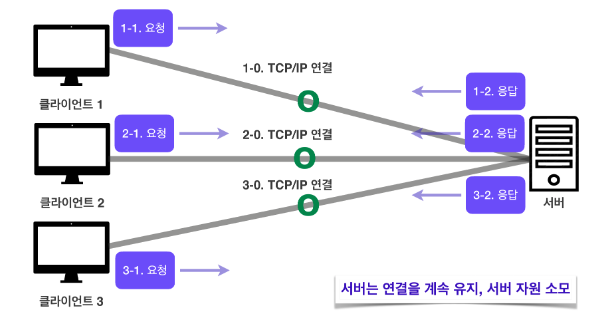 1-1. 요청
1-0. TCP/IP 연결
1-2. 응답
클라이언트 1
2-1. 요청
2-0. TCP/IP 연결
2-2. 응답
3-0. TCP/IP 연결
3-2. 응답
클라이언트 2
서버
3-1. 요청
서버는 연결을 계속 유지, 서버 자원 소모
클라이언트 3